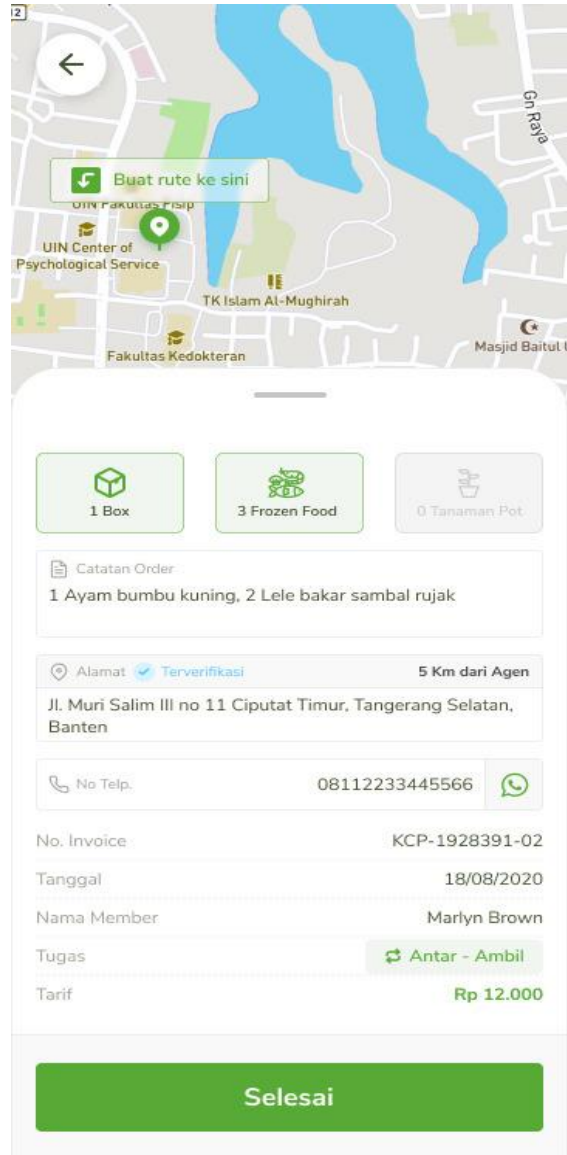 12
Gn Raya
Buat rute ke sini
UIN Fakultas Fisip
UIN Center of
Psychological Service
TK Islam Al-Mughirah
Masjid Baitul
Fakultas Kedokteran
1 Box
3 Frozen Food
0 Tanaman Pot
Catatan Order
1 Ayam bumbu kuning, 2 Lele bakar sambal rujak
Alamat Terverifikasi 5 Km dari Agen
Jl. Muri Salim III no 11 Ciputat Timur, Tangerang Selatan,
Banten
No Telp. 08112233445566
No. Invoice KCP-1928391-02
Tanggal 18/08/2020
Nama Member Marlyn Brown
Tugas Antar - Ambil
Tarif Rp 12.000
Selesai